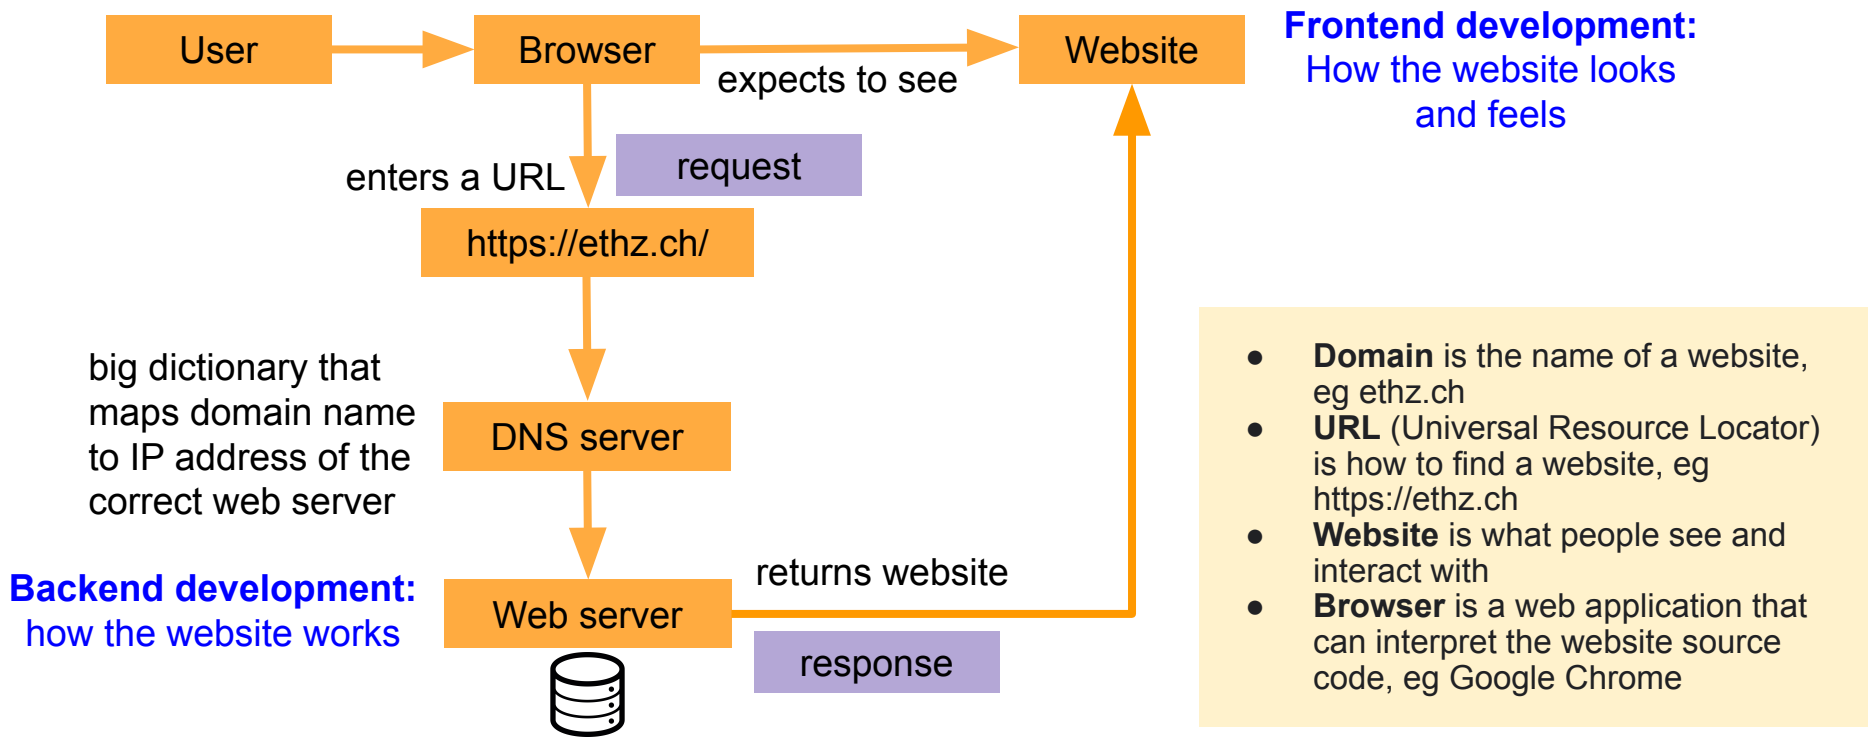 User
Browser
Website
expects to see
Frontend development:
How the website looks
and feels
enters a URL
request
https://ethz.ch/
big dictionary that
maps domain name
to IP address of the
correct web server
DNS server
Backend development:
how the website works
Web server
returns website
response
● Domain is the name of a website,
eg ethz.ch
● URL (Universal Resource Locator)
is how to find a website, eg
https://ethz.ch
● Website is what people see and
interact with
● Browser is a web application that
can interpret the website source
code, eg Google Chrome